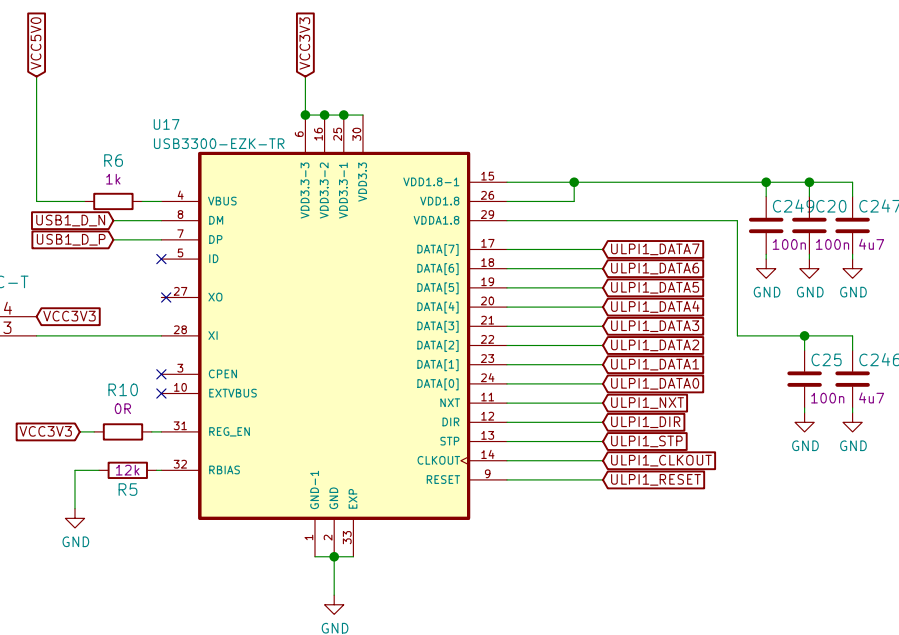 VCC5V0
VCC3V3
U17
USB3300-EZK-TR
R6
1k
USB1_D_N
USB1_D_P
C-T
4
3
VCC3V3
R10
0R
VCC3V3
12k
R5
GND
6
16
25
30
VDD3.3-3
VDD3.3-2
VDD3.3-1
VDD3.3
4 VBUS
8 DM
7 DP
5 ID
27 XO
28 XI
3 CPEN
10 EXTVBUS
31 REG_EN
32 RBIAS
VDD1.8-1 15
VDD1.8 26
VDDA1.8 29
DATA[7] 17 ULPI1_DATA7
DATA[6] 18 ULPI1_DATA6
DATA[5] 19 ULPI1_DATA5
DATA[4] 20 ULPI1_DATA4
DATA[3] 21 ULPI1_DATA3
DATA[2] 22 ULPI1_DATA2
DATA[1] 23 ULPI1_DATA1
DATA[0] 24 ULPI1_DATA0
NXT 11 ULPI1_NXT
DIR 12 ULPI1_DIR
STP 13 ULPI1_STP
CLKOUT 14 ULPI1_CLKOUT
RESET 9 ULPI1_RESET
GND-1
GND
EXP
1
2
33
GND
C249 C20 C247
100n 100n 4u7
GND GND GND
C25 C246
100n 4u7
GND GND